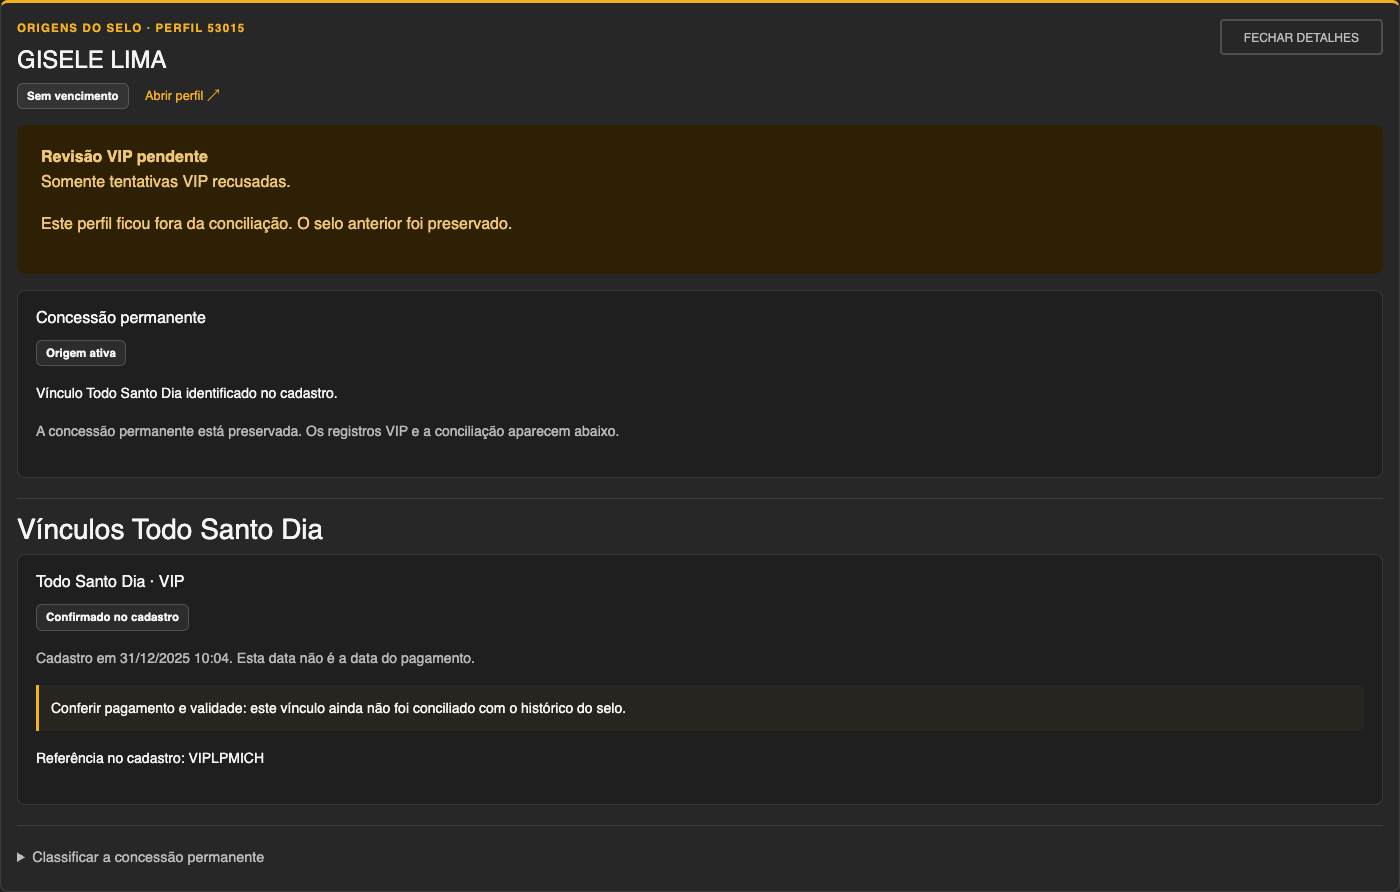 ORIGENS DO SELO · PERFIL 53015
FECHAR DETALHES
GISELE LIMA
Sem vencimento
Abrir perfil ↗
Revisão VIP pendente
Somente tentativas VIP recusadas.
Este perfil ficou fora da conciliação. O selo anterior foi preservado.
Concessão permanente
Origem ativa
Vínculo Todo Santo Dia identificado no cadastro.
A concessão permanente está preservada. Os registros VIP e a conciliação aparecem abaixo.
Vínculos Todo Santo Dia
Todo Santo Dia · VIP
Confirmado no cadastro
Cadastro em 31/12/2025 10:04. Esta data não é a data do pagamento.
Conferir pagamento e validade: este vínculo ainda não foi conciliado com o histórico do selo.
Referência no cadastro: VIPLPMICH
▶ Classificar a concessão permanente